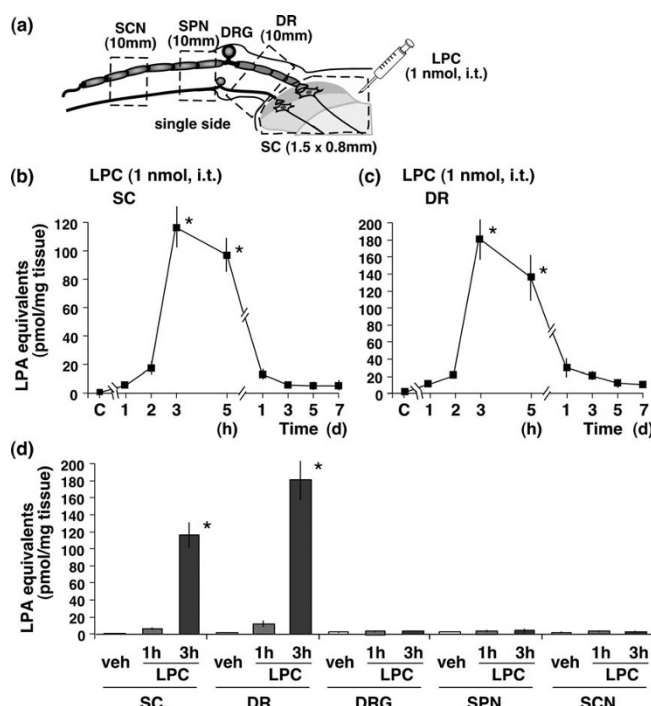 (a)
SCN
(10mm)
SPN
(10mm)
DRG
DR
(10mm)
LPC
(1 nmol, i.t.)
single side
SC (1.5 x 0.8mm)
(b) LPC (1 nmol, i.t.)
SC
LPA equivalents
(pmol/mg tissue)
120
100
80
60
40
20
0
*
*
C 1 2 3 5 1 3 5 7
(h) Time (d)
(c) LPC (1 nmol, i.t.)
DR
200
180
160
140
120
100
80
60
40
20
0
*
*
C 1 2 3 5 1 3 5 7
(h) Time (d)
(d)
LPA equivalents
(pmol/mg tissue)
200
180
160
140
120
100
80
60
40
20
0
*
*
veh 1h 3h veh 1h 3h veh 1h 3h veh 1h 3h veh 1h 3h
LPC LPC LPC LPC LPC
SC DR DRG SPN SCN